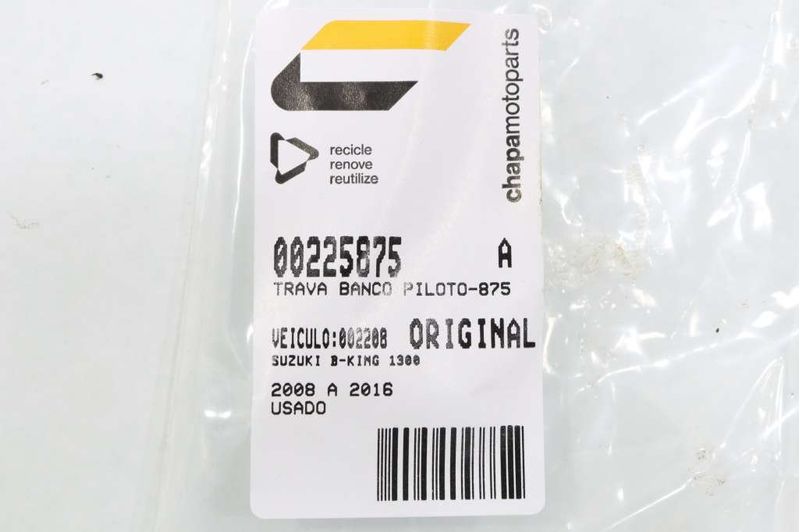 chapamotoparts
recicle
renove
reutilize
00225875 A
TRAVA BANCO PILOTO-875
VEICULO:002208 ORIGINAL
SUZUKI B-KING 1300
2008 A 2016
USADO